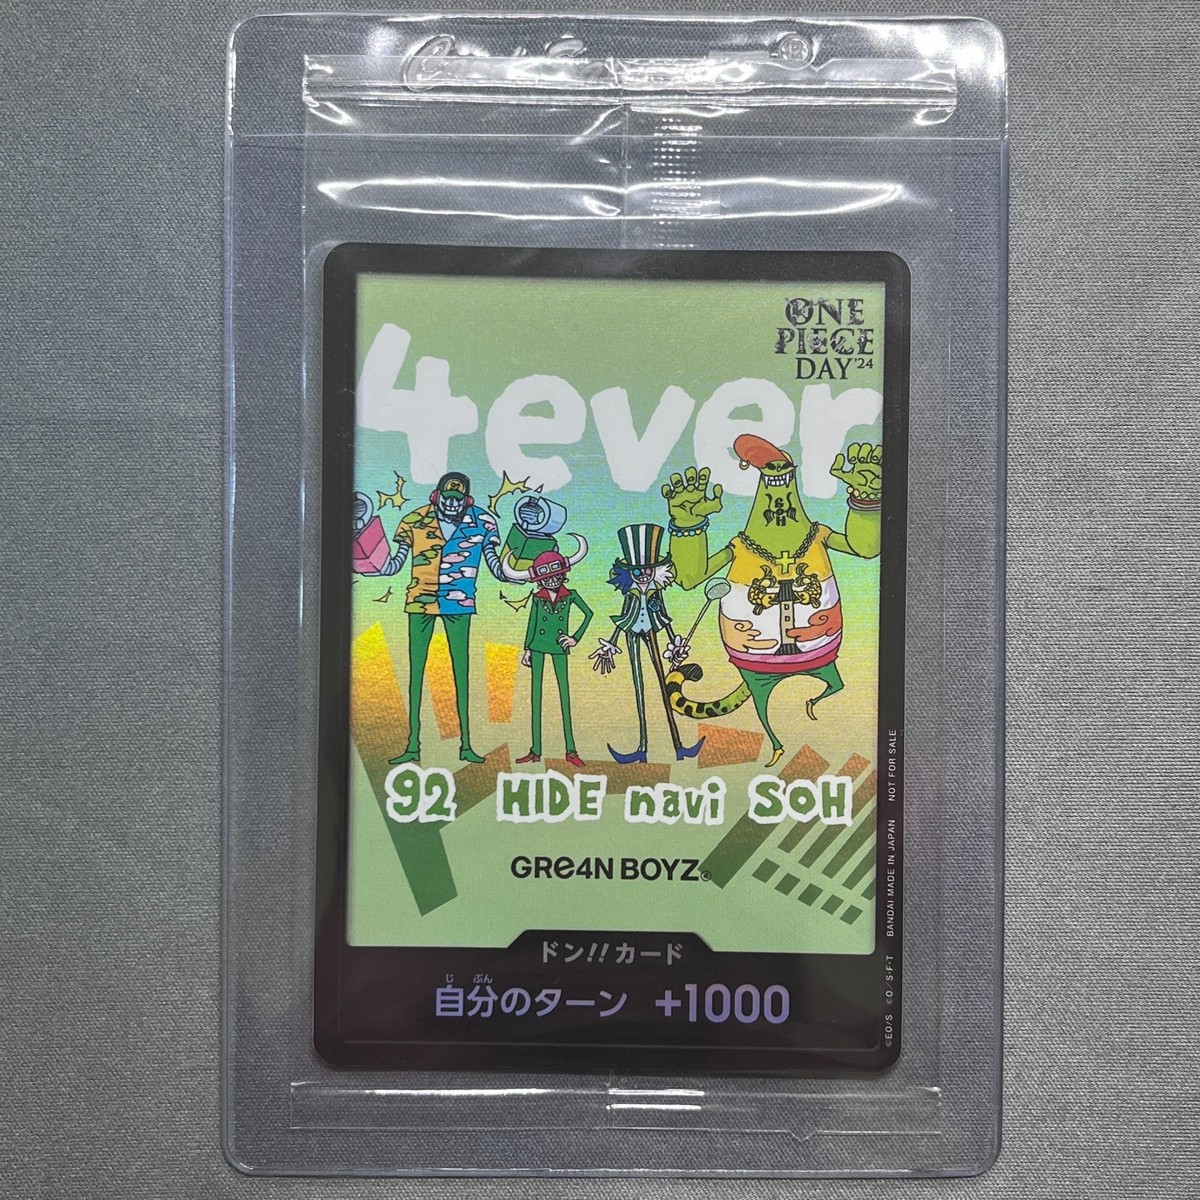 ONE
PIECE
DAY'24
4ever
92 HIDE navi SOH
GRe4N BOYZ
ドン!!カード
じ ぶん
自分のターン +1000
©EO/S ©O/S・F・T BANDAI MADE IN JAPAN NOT FOR SALE